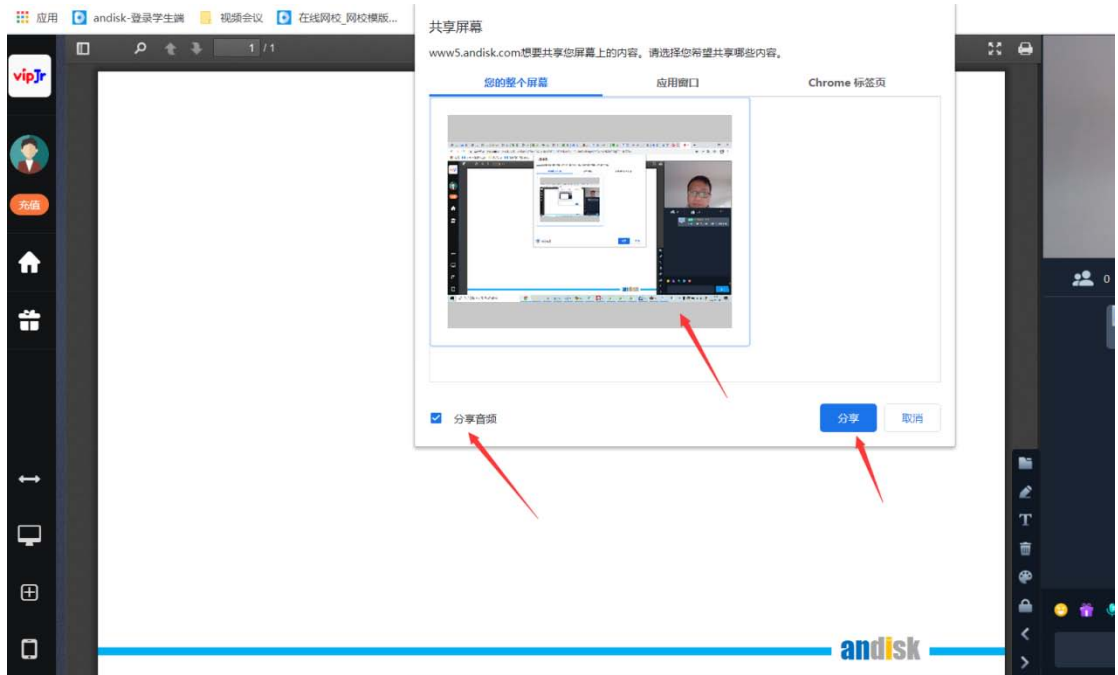 应用
andisk-登录学生端
视频会议
在线网校_网校模版...
1 / 1
vipJr
充值
共享屏幕
www5.andisk.com想要共享您屏幕上的内容。请选择您希望共享哪些内容。
您的整个屏幕
应用窗口
Chrome 标签页
分享音频
分享
取消
0
T
andisk